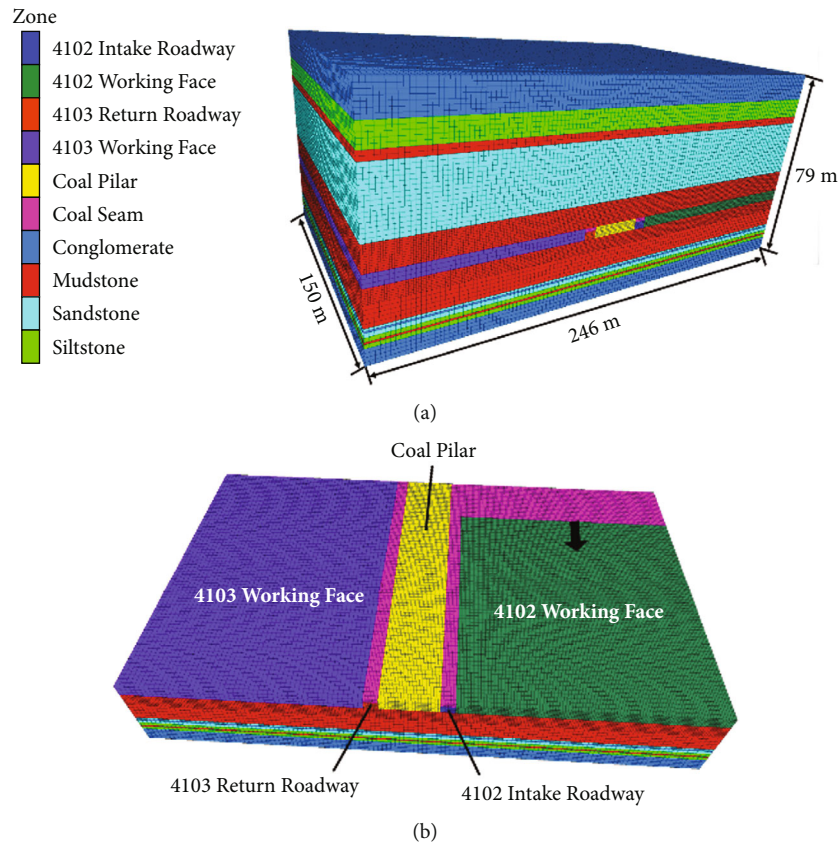 Zone
4102 Intake Roadway
4102 Working Face
4103 Return Roadway
4103 Working Face
Coal Pilar
Coal Seam
Conglomerate
Mudstone
Sandstone
Siltstone
79 m
150 m
246 m
(a)
Coal Pilar
4103 Working Face
4102 Working Face
4103 Return Roadway
4102 Intake Roadway
(b)